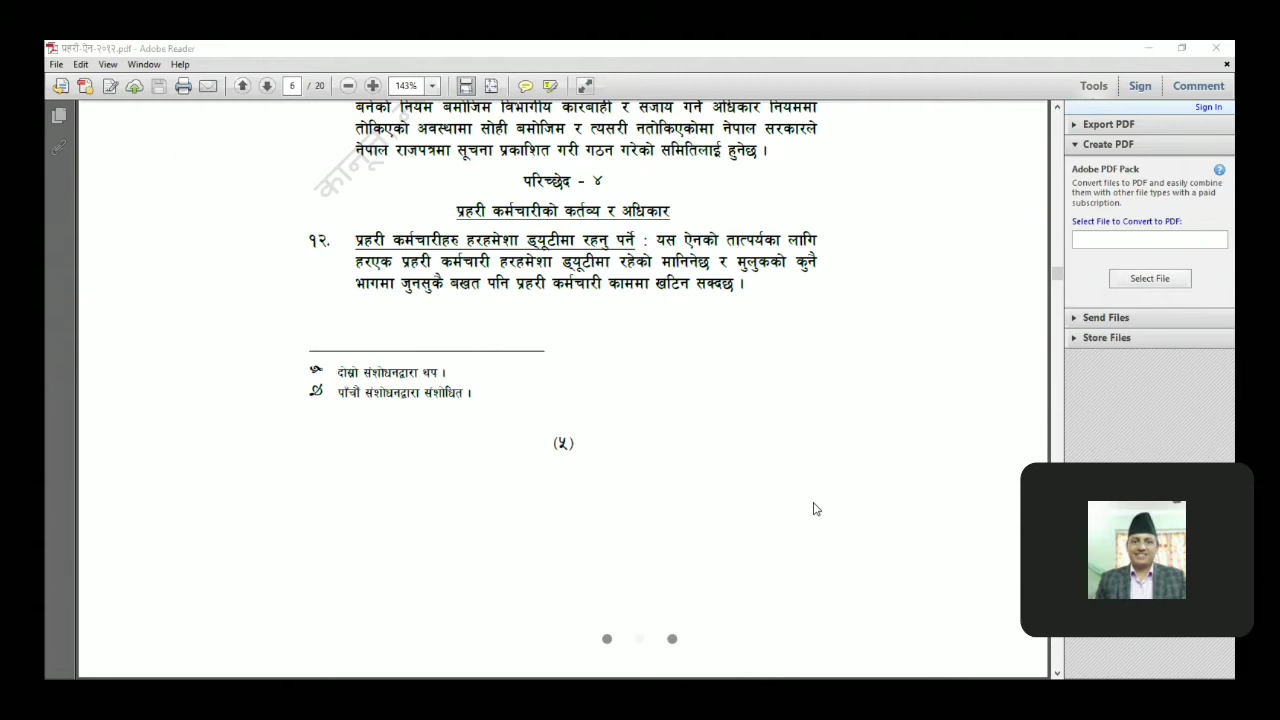 प्रहरी-ऐन-२०१२.pdf - Adobe Reader
File Edit View Window Help
6 / 20 143% Tools Sign Comment
Sign In
Export PDF
Create PDF
Adobe PDF Pack
Convert files to PDF and easily combine
them with other file types with a paid
subscription.
Select File to Convert to PDF:
Select File
Send Files
Store Files
बनेको नियम बमोजिम विभागीय कारबाही र सजाय गर्ने अधिकार नियममा
तोकिएको अवस्थामा सोही बमोजिम र त्यसरी नतोकिएकोमा नेपाल सरकारले
नेपाल राजपत्रमा सूचना प्रकाशित गरी गठन गरेको समितिलाई हुनेछ ।
कानून
परिच्छेद - ४
प्रहरी कर्मचारीको कर्तव्य र अधिकार
१२. प्रहरी कर्मचारीहरु हरहमेशा ड्यूटीमा रहनु पर्ने : यस ऐनको तात्पर्यका लागि
हरएक प्रहरी कर्मचारी हरहमेशा ड्यूटीमा रहेको मानिनेछ र मुलुकको कुनै
भागमा जुनसुकै बखत पनि प्रहरी कर्मचारी काममा खटिन सक्दछ ।
दोस्रो संशोधनद्वारा थप ।
पाँचौं संशोधनद्वारा संशोधित ।
(५)